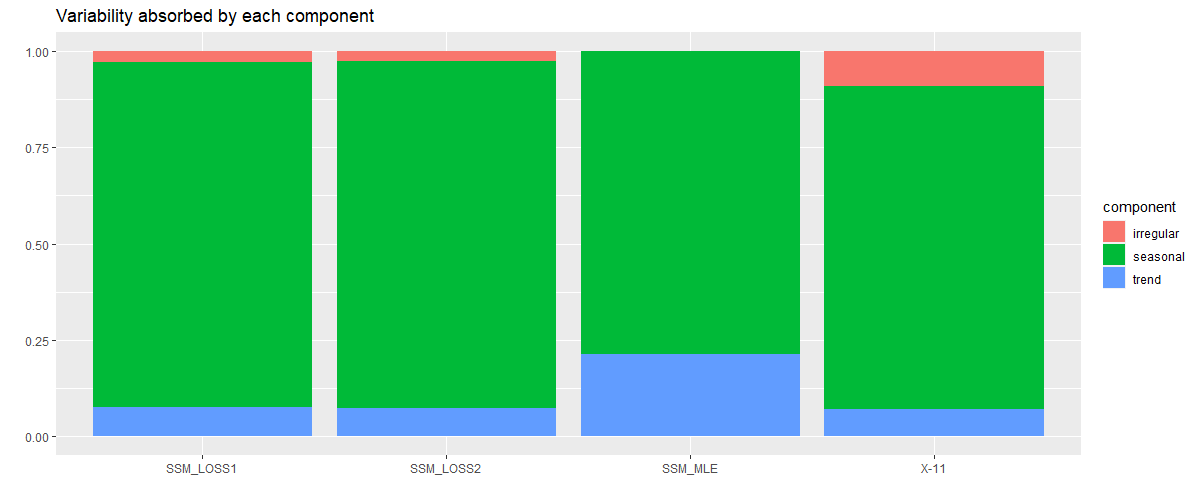 Variability absorbed by each component
1.00
0.75
0.50
0.25
0.00
SSM_LOSS1
SSM_LOSS2
SSM_MLE
X-11
component
irregular
seasonal
trend